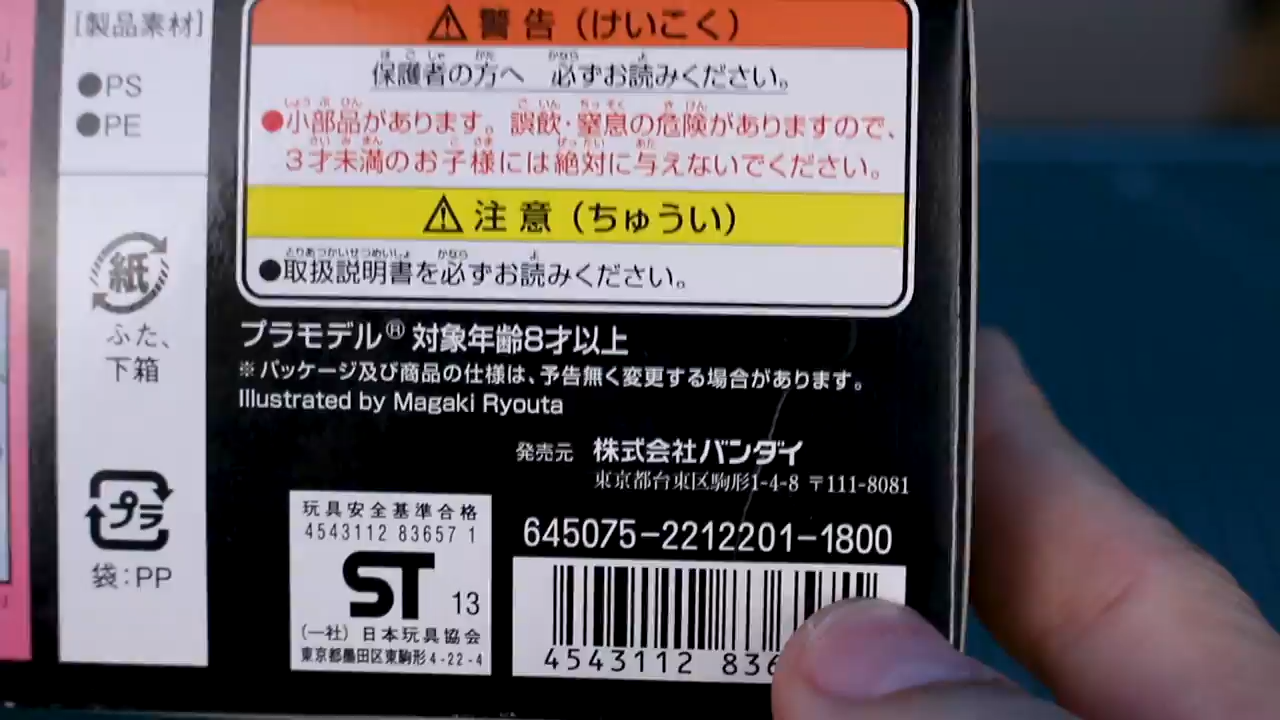 [製品素材]
●PS
●PE
紙
ふた、
下箱
プラ
袋:PP
⚠警告(けいこく)
保護者の方へ 必ずお読みください。
●小部品があります。誤飲・窒息の危険がありますので、
3才未満のお子様には絶対に与えないでください。
⚠注意(ちゅうい)
●取扱説明書を必ずお読みください。
プラモデル® 対象年齢8才以上
※パッケージ及び商品の仕様は、予告無く変更する場合があります。
Illustrated by Magaki Ryouta
発売元 株式会社バンダイ
東京都台東区駒形1-4-8 〒111-8081
玩具安全基準合格
4543112 83657 1
ST 13
(一社)日本玩具協会
東京都墨田区東駒形4-22-4
645075-2212201-1800
4543112 836